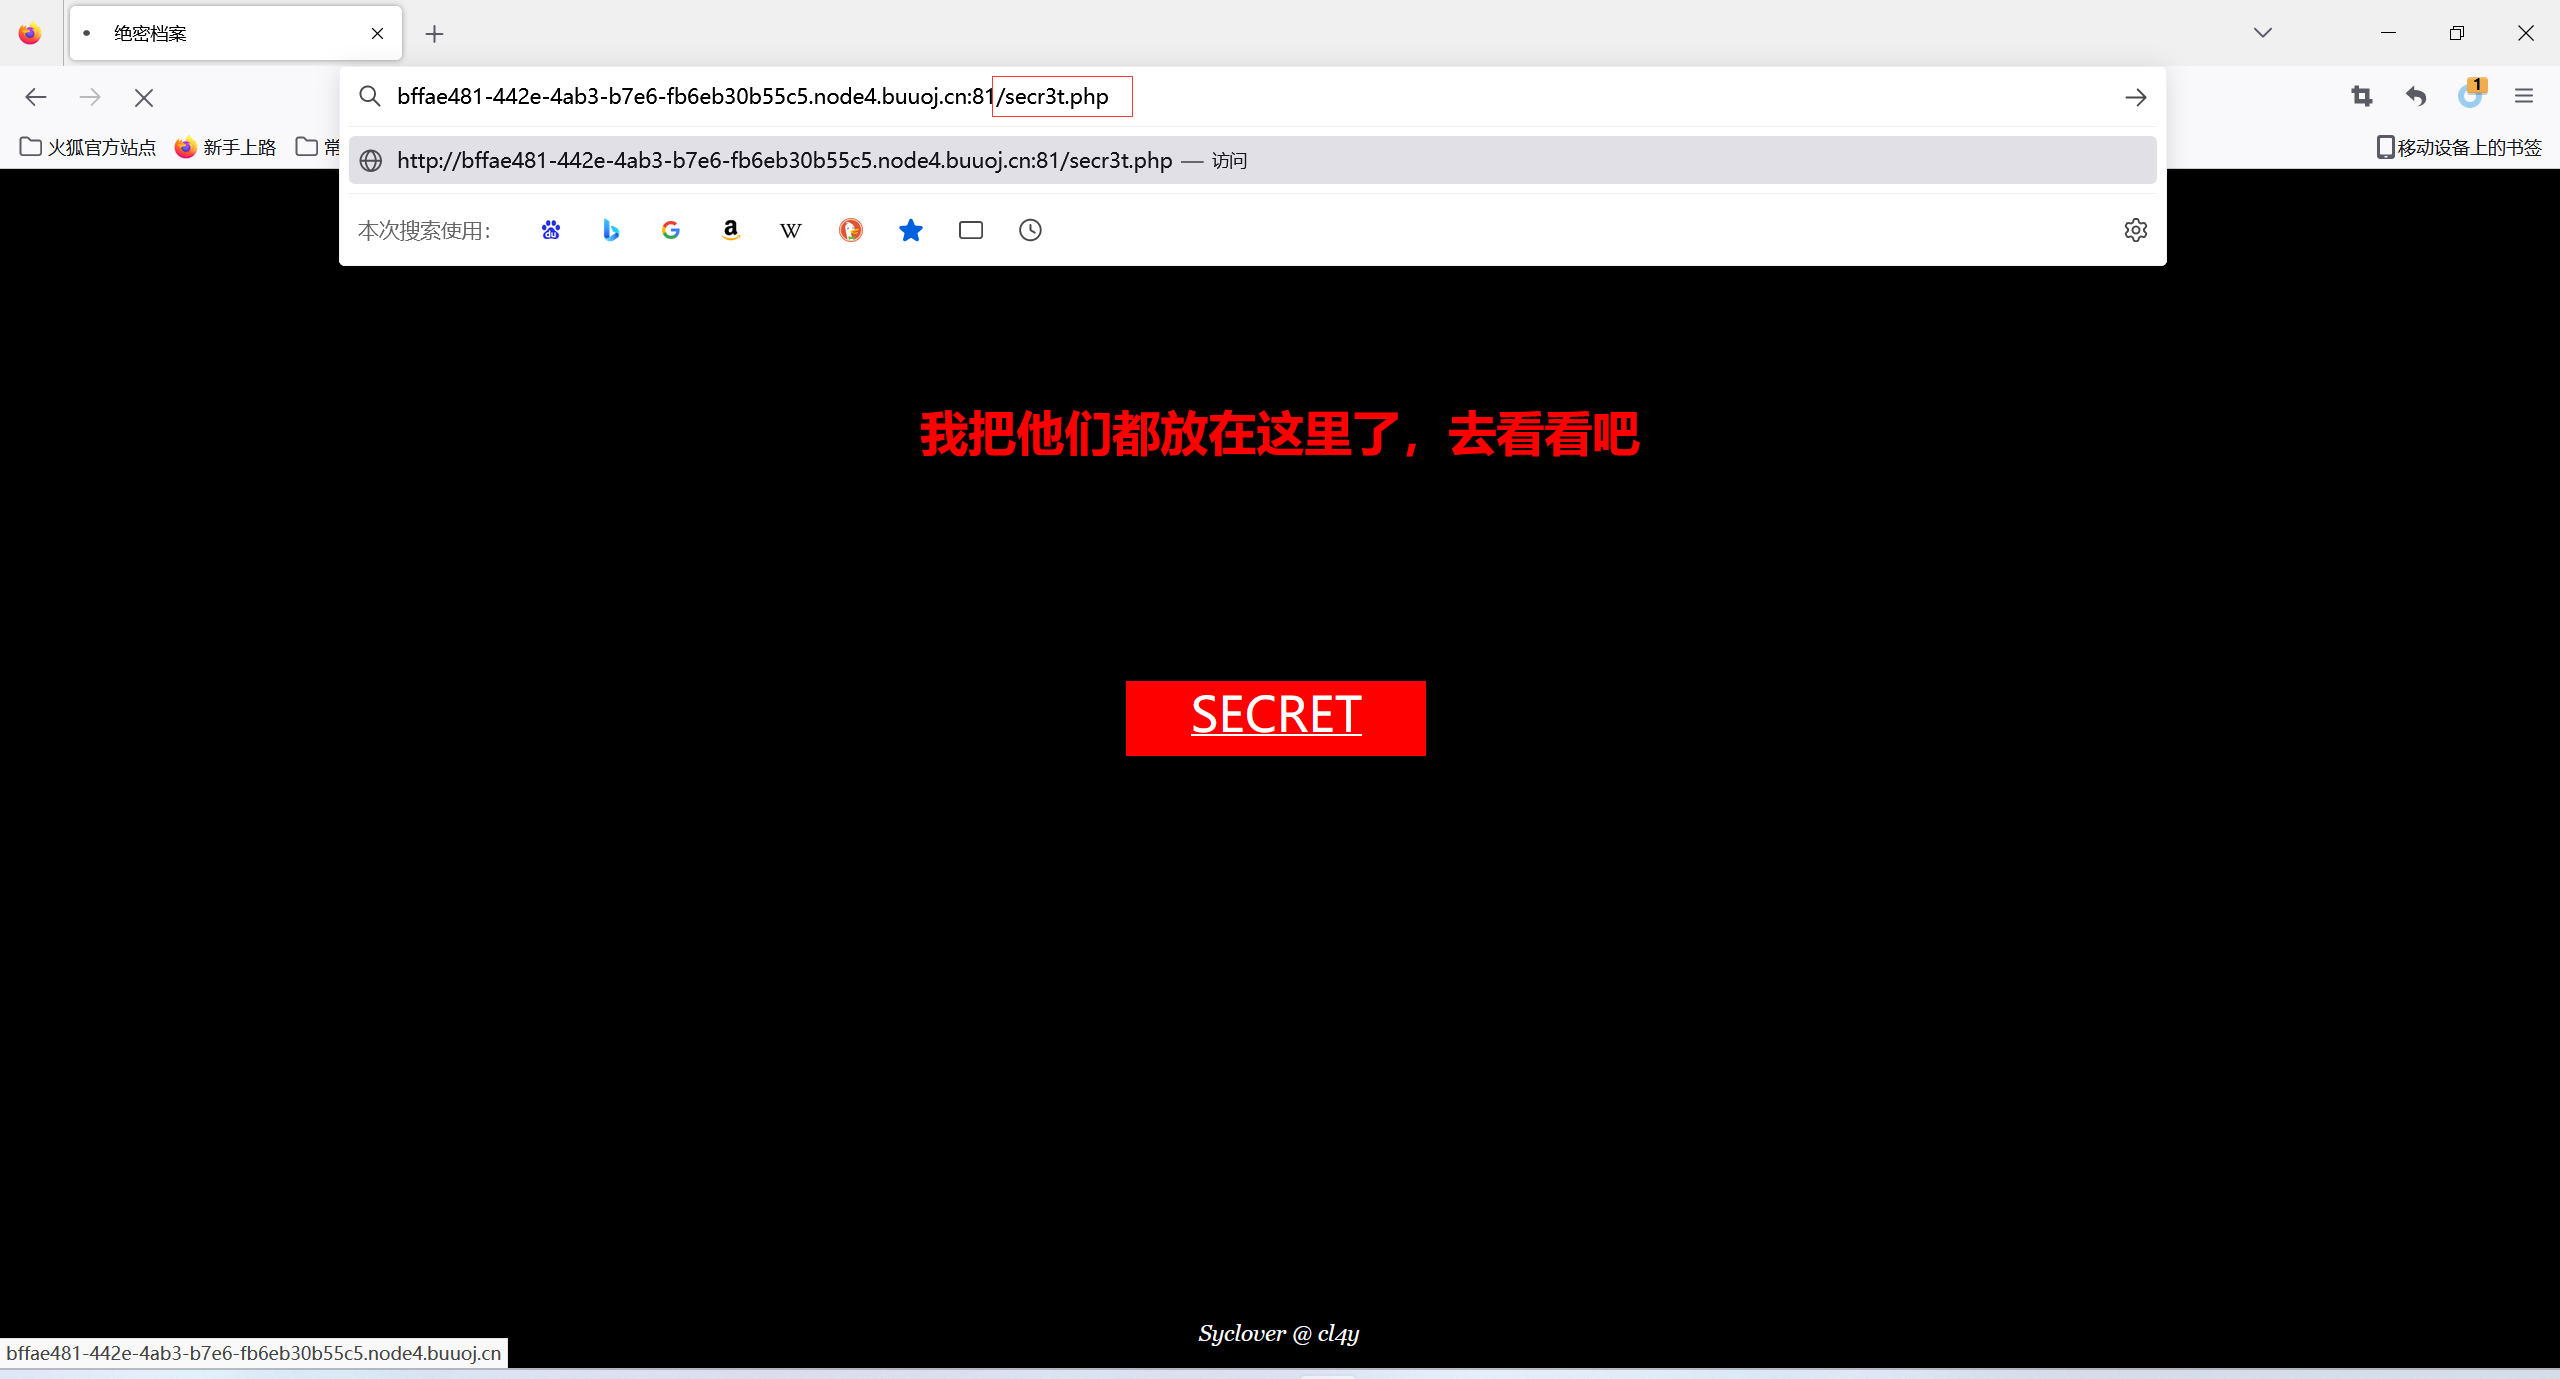 绝密档案
bffae481-442e-4ab3-b7e6-fb6eb30b55c5.node4.buuoj.cn:81/secr3t.php
1
火狐官方站点 新手上路 常
http://bffae481-442e-4ab3-b7e6-fb6eb30b55c5.node4.buuoj.cn:81/secr3t.php — 访问
移动设备上的书签
本次搜索使用：
我把他们都放在这里了，去看看吧
SECRET
Syclover @ cl4y
bffae481-442e-4ab3-b7e6-fb6eb30b55c5.node4.buuoj.cn